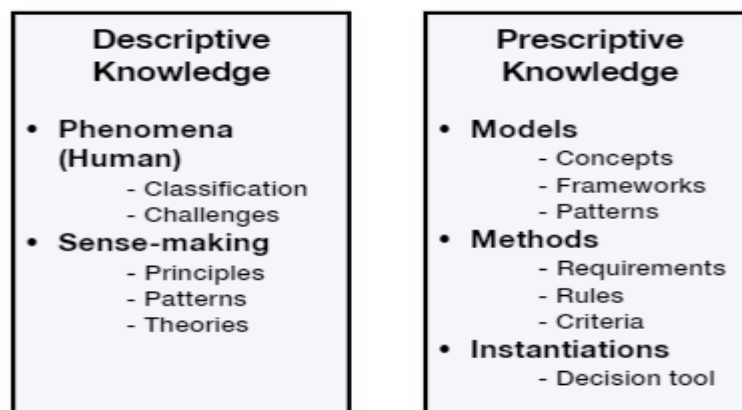 Descriptive
Knowledge
• Phenomena
(Human)
- Classification
- Challenges
• Sense-making
- Principles
- Patterns
- Theories
Prescriptive
Knowledge
• Models
- Concepts
- Frameworks
- Patterns
• Methods
- Requirements
- Rules
- Criteria
• Instantiations
- Decision tool